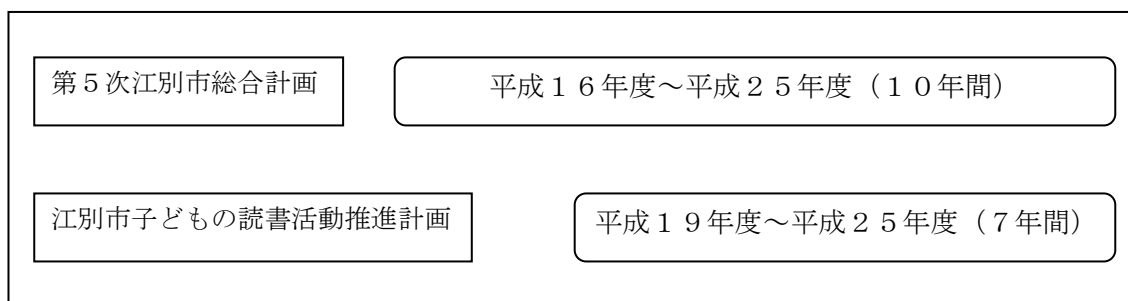 第５次江別市総合計画
平成１６年度～平成２５年度（１０年間）
江別市子どもの読書活動推進計画
平成１９年度～平成２５年度（７年間）